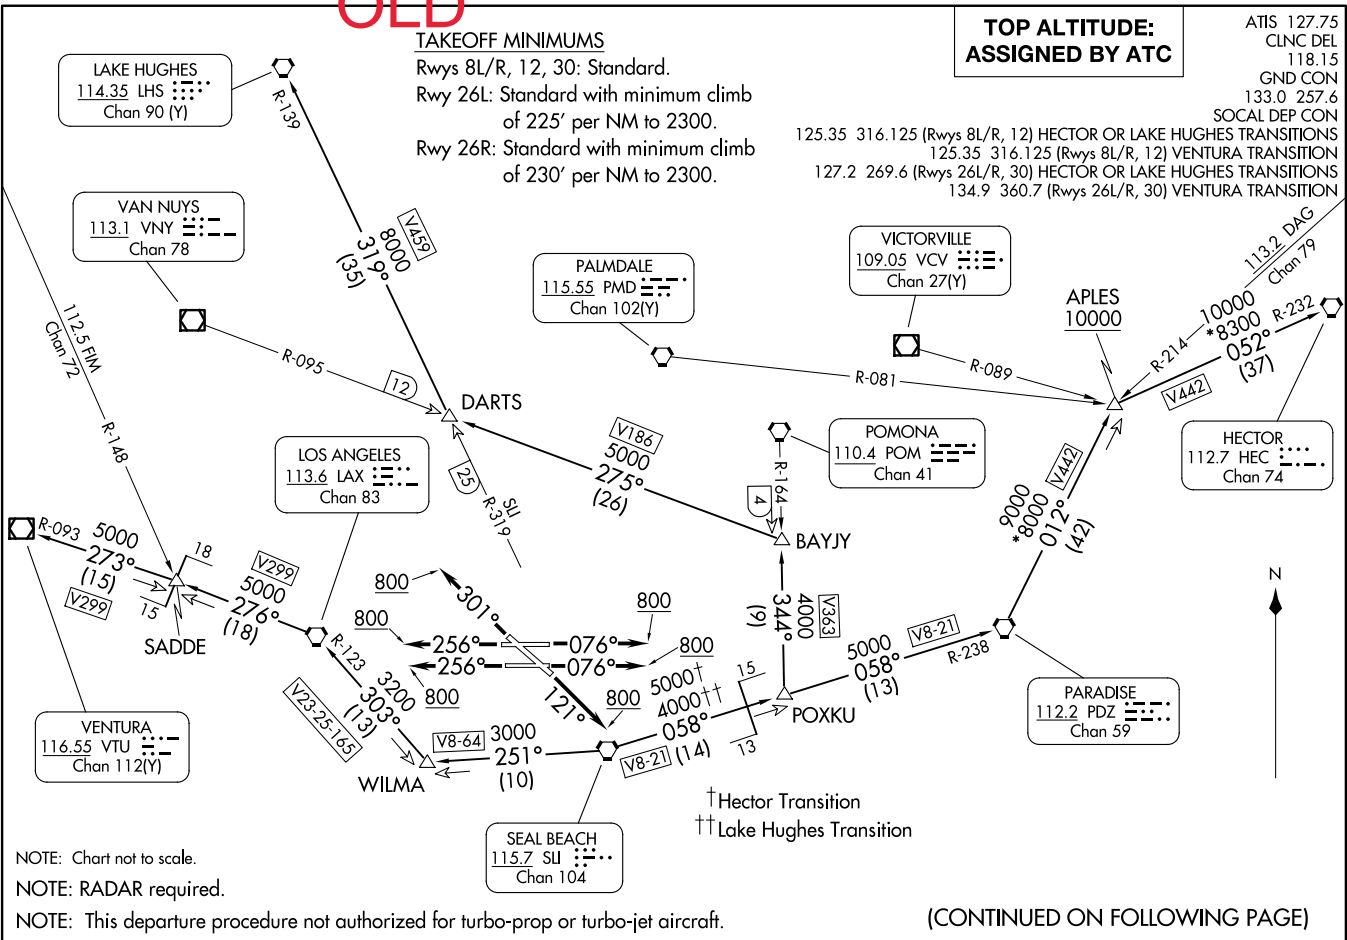 OLD
TAKEOFF MINIMUMS
Rwys 8L/R, 12, 30: Standard.
Rwy 26L: Standard with minimum climb
of 225' per NM to 2300.
Rwy 26R: Standard with minimum climb
of 230' per NM to 2300.
TOP ALTITUDE:
ASSIGNED BY ATC
ATIS 127.75
CLNC DEL
118.15
GND CON
133.0 257.6
SOCAL DEP CON
125.35 316.125 (Rwys 8L/R, 12) HECTOR OR LAKE HUGHES TRANSITIONS
125.35 316.125 (Rwys 8L/R, 12) VENTURA TRANSITION
127.2 269.6 (Rwys 26L/R, 30) HECTOR OR LAKE HUGHES TRANSITIONS
134.9 360.7 (Rwys 26L/R, 30) VENTURA TRANSITION
LAKE HUGHES
114.35 LHS
Chan 90 (Y)
R-139
V459
8000
319°
(35)
VAN NUYS
113.1 VNY
Chan 78
R-095
12
DARTS
PALMDALE
115.55 PMD
Chan 102(Y)
R-081
VICTORVILLE
109.05 VCV
Chan 27(Y)
R-089
APLES
10000
113.2 DAG
Chan 79
R-214
10000
*8300
052°
(37)
R-232
V442
HECTOR
112.7 HEC
Chan 74
112.5 FIM
Chan 72
R-148
LOS ANGELES
113.6 LAX
Chan 83
25
SLI
R-319
V186
5000
275°
(26)
POMONA
110.4 POM
Chan 41
R-164
4
BAYJY
9000
*8000
012°
(42)
V442
R-093
5000
273°
(15)
V299
18
15
SADDE
V299
5000
276°
(18)
R-123
3200
303°
(13)
V23-25-165
WILMA
V8-64
3000
251°
(10)
800
301°
800
256°
076°
800
256°
076°
800
800
121°
800
5000†
4000††
058°
(14)
V8-21
15
13
POXKU
4000
344°
(9)
V363
5000
V8-21
058°
(13)
R-238
PARADISE
112.2 PDZ
Chan 59
N
VENTURA
116.55 VTU
Chan 112(Y)
SEAL BEACH
115.7 SLI
Chan 104
†Hector Transition
††Lake Hughes Transition
NOTE: Chart not to scale.
NOTE: RADAR required.
NOTE: This departure procedure not authorized for turbo-prop or turbo-jet aircraft.
(CONTINUED ON FOLLOWING PAGE)